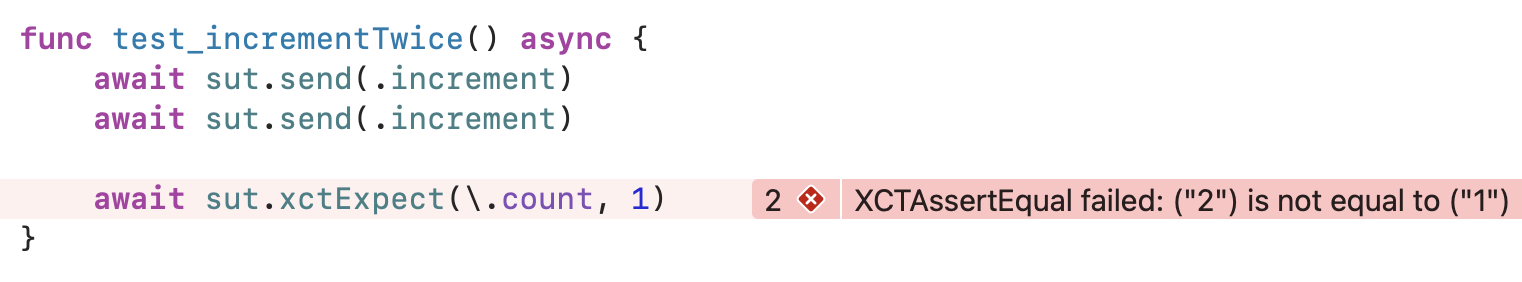 func test_incrementTwice() async {
    await sut.send(.increment)
    await sut.send(.increment)
    await sut.xctExpect(\.count, 1) 2 XCTAssertEqual failed: ("2") is not equal to ("1")
}